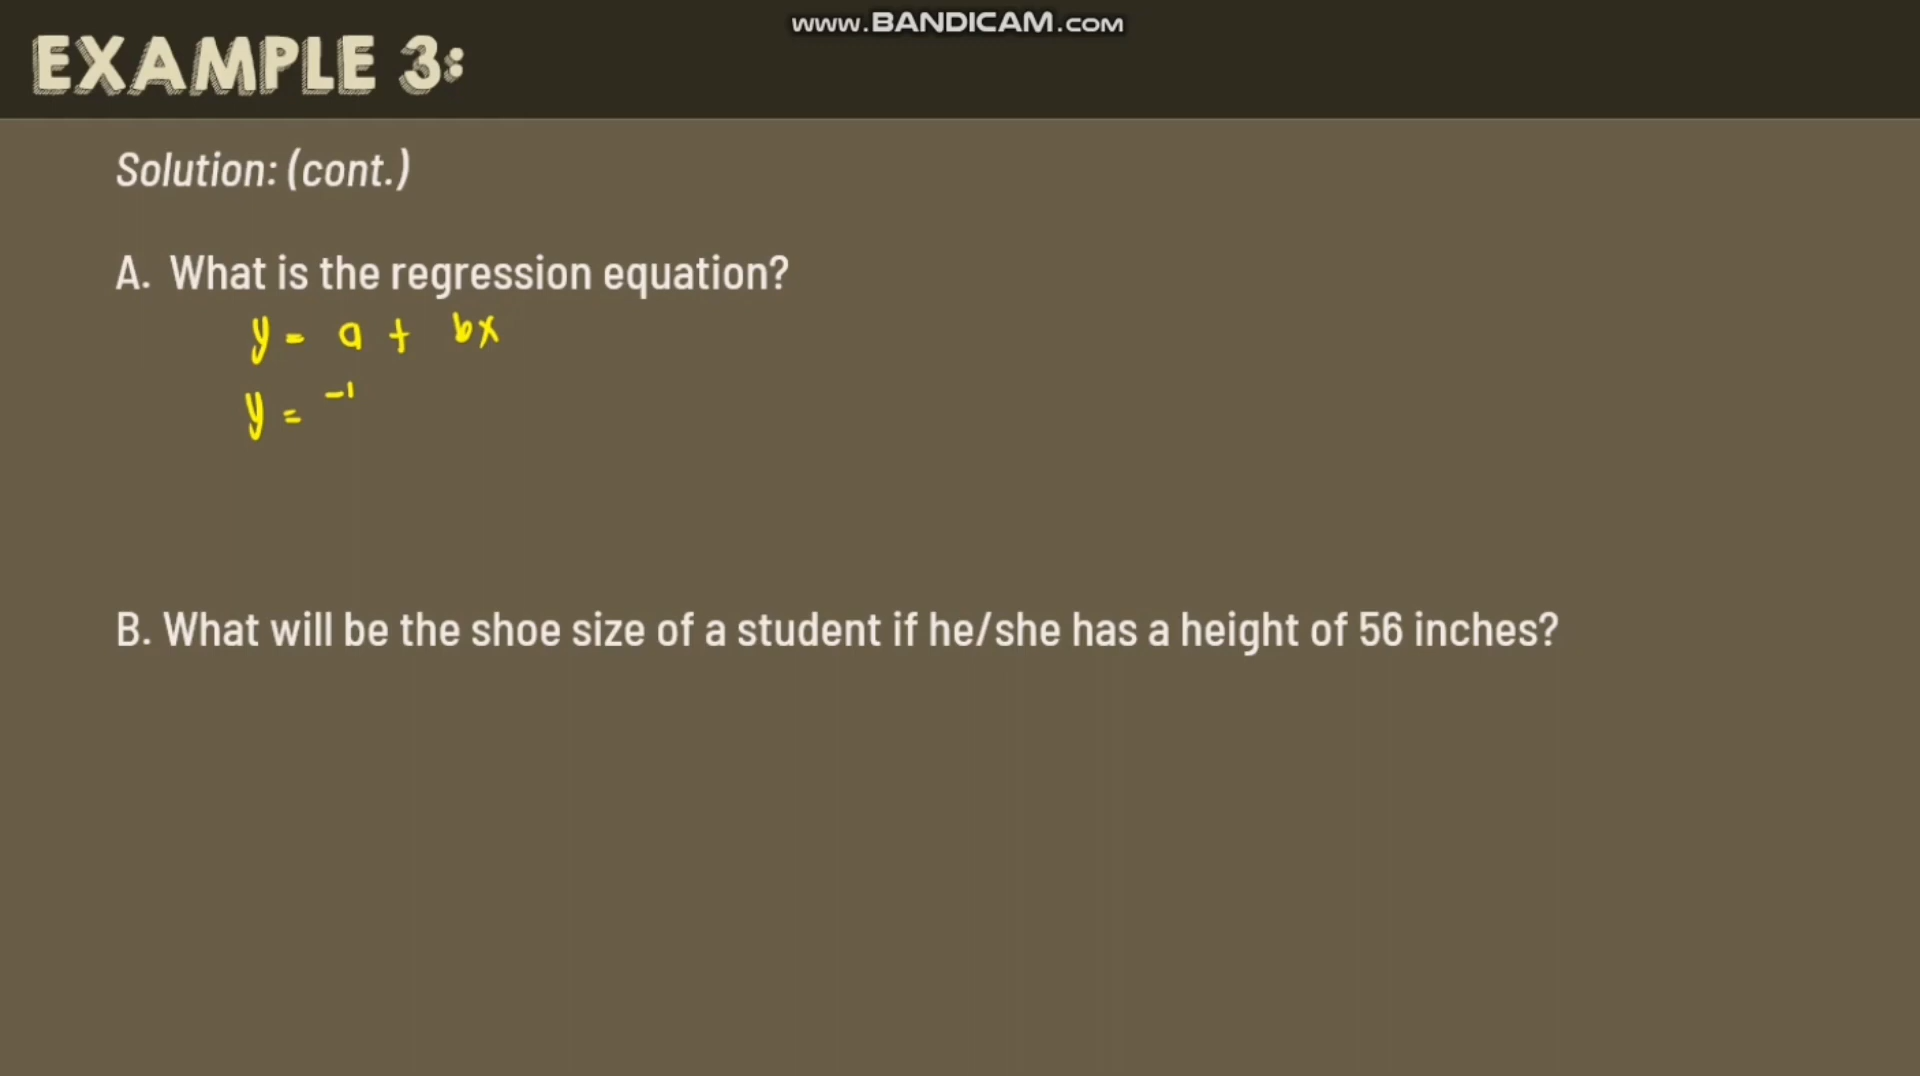 www.BANDICAM.com
EXAMPLE 3:
Solution: (cont.)
A. What is the regression equation?
y = a + bx
y = -1
B. What will be the shoe size of a student if he/she has a height of 56 inches?